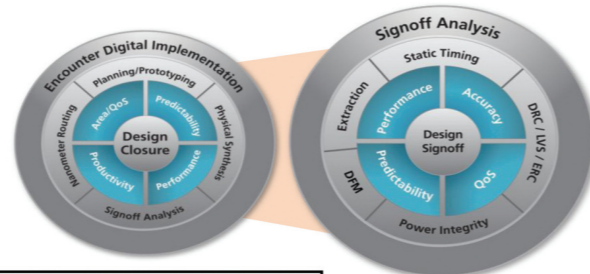 Encounter Digital Implementation
Planning/Prototyping
Nanometer Routing
Physical Synthesis
Signoff Analysis
Area/QoS
Predictability
Productivity
Performance
Design
Closure
Signoff Analysis
Static Timing
Extraction
DRC / LVS / ERC
DFM
Power Integrity
Performance
Accuracy
Predictability
QoS
Design
Signoff